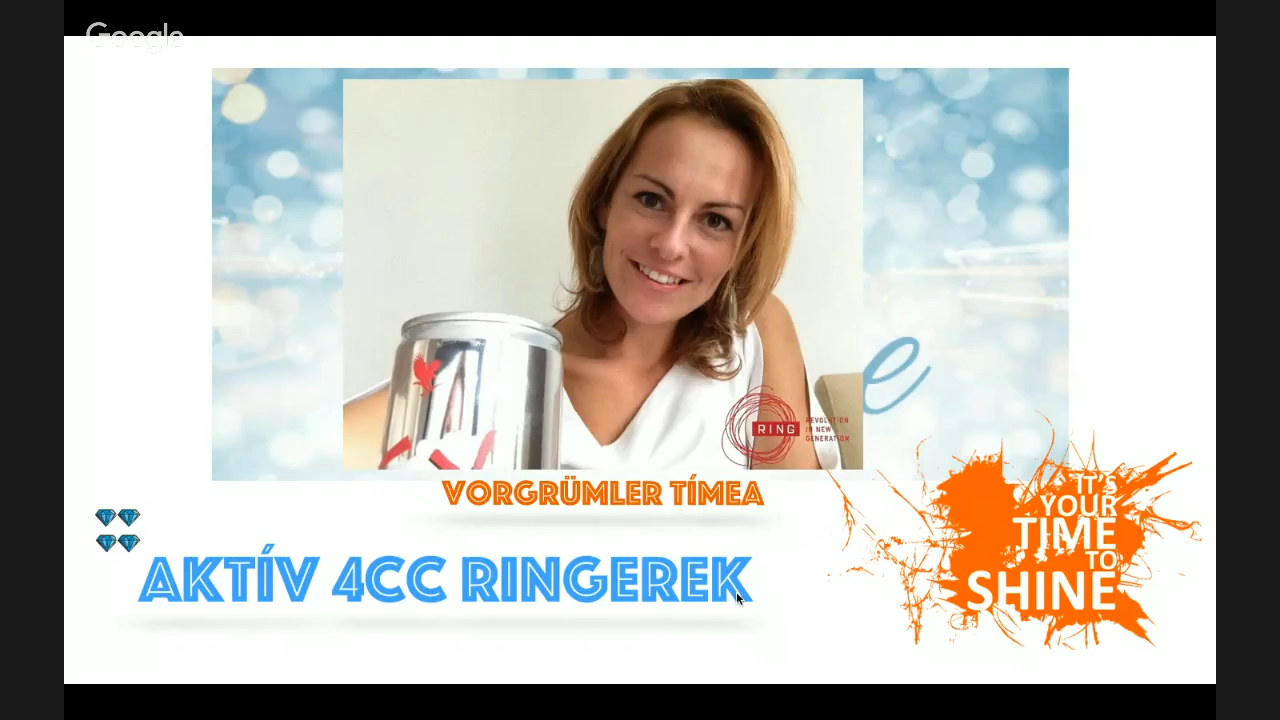 Google
e
RING
REVOLUTION
IN NEW
GENERATION
VORGRÜMLER TÍMEA
AKTÍV 4CC RINGEREK
IT'S
YOUR
TIME
TO
SHINE